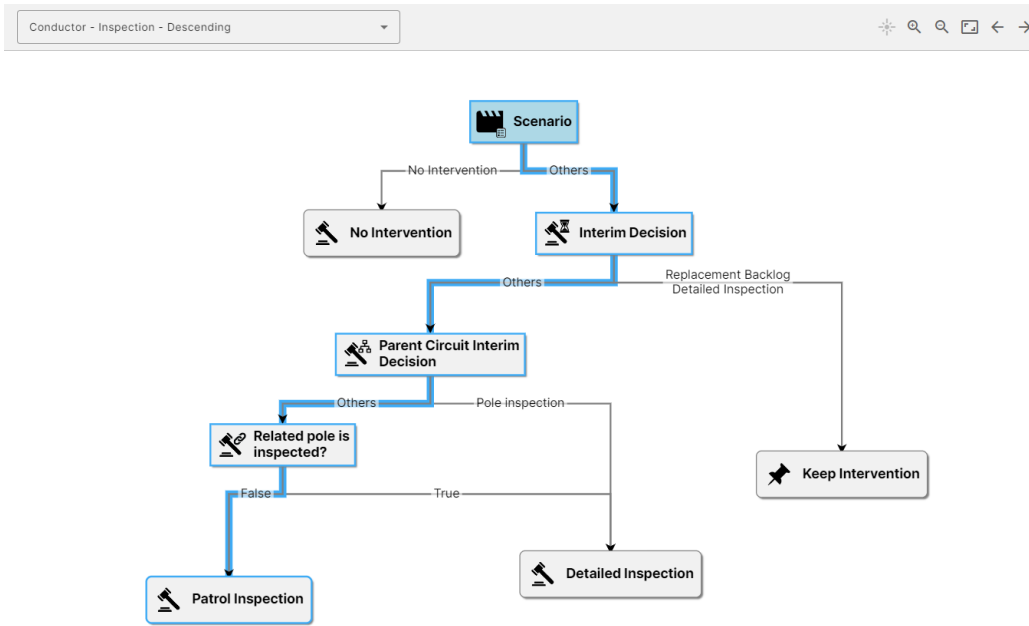 Conductor - Inspection - Descending
Scenario
No Intervention
Others
No Intervention
Interim Decision
Others
Replacement Backlog
Detailed Inspection
Parent Circuit Interim
Decision
Others
Pole inspection
Related pole is
inspected?
Keep Intervention
False
True
Detailed Inspection
Patrol Inspection